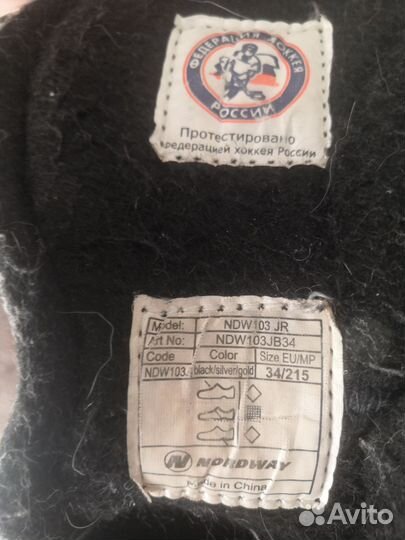 ФЕДЕРАЦИЯ ХОККЕЯ
РОССИИ
Протестировано
Федерацией хоккея России
Model: NDW103 JR
Art No: NDW103JB34
Code Color Size EU/MP
NDW103. black/silver/gold 34/215
NORDWAY
Made in China
Avito